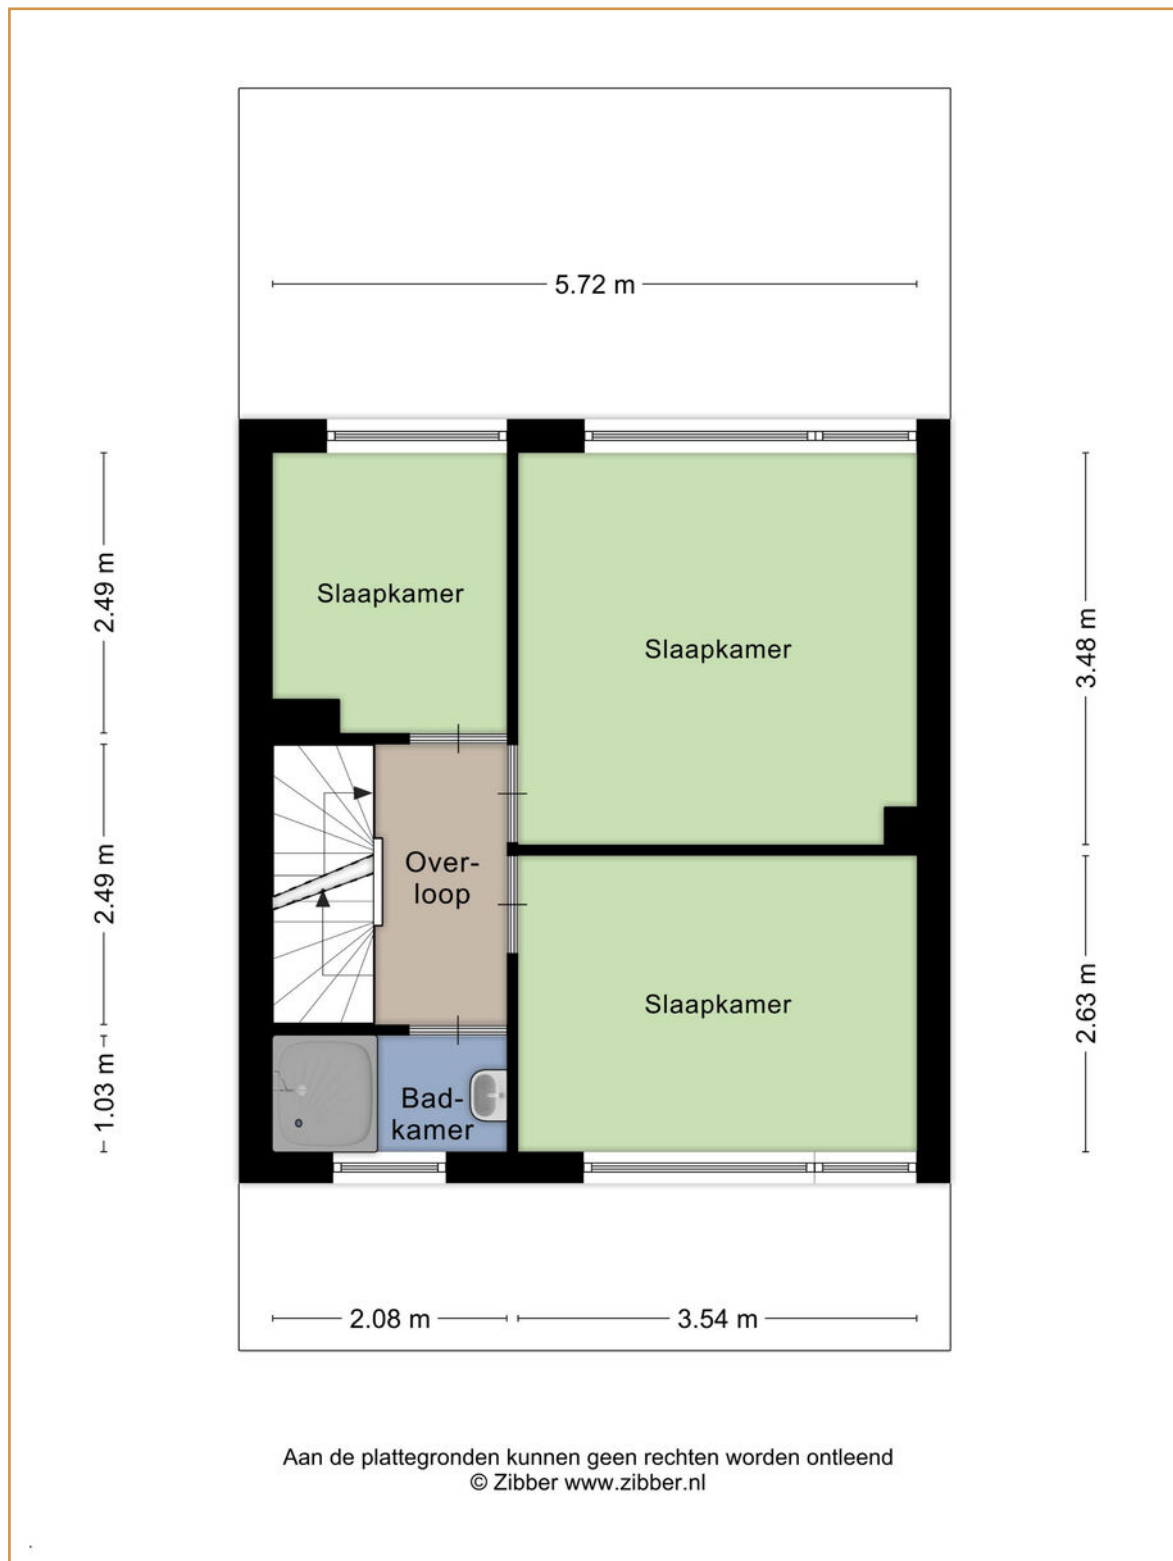 5.72 m
2.49 m
Slaapkamer
Slaapkamer
3.48 m
2.49 m
Over-
loop
Slaapkamer
2.63 m
1.03 m
Bad-
kamer
2.08 m
3.54 m
Aan de plattegronden kunnen geen rechten worden ontleend
© Zibber www.zibber.nl